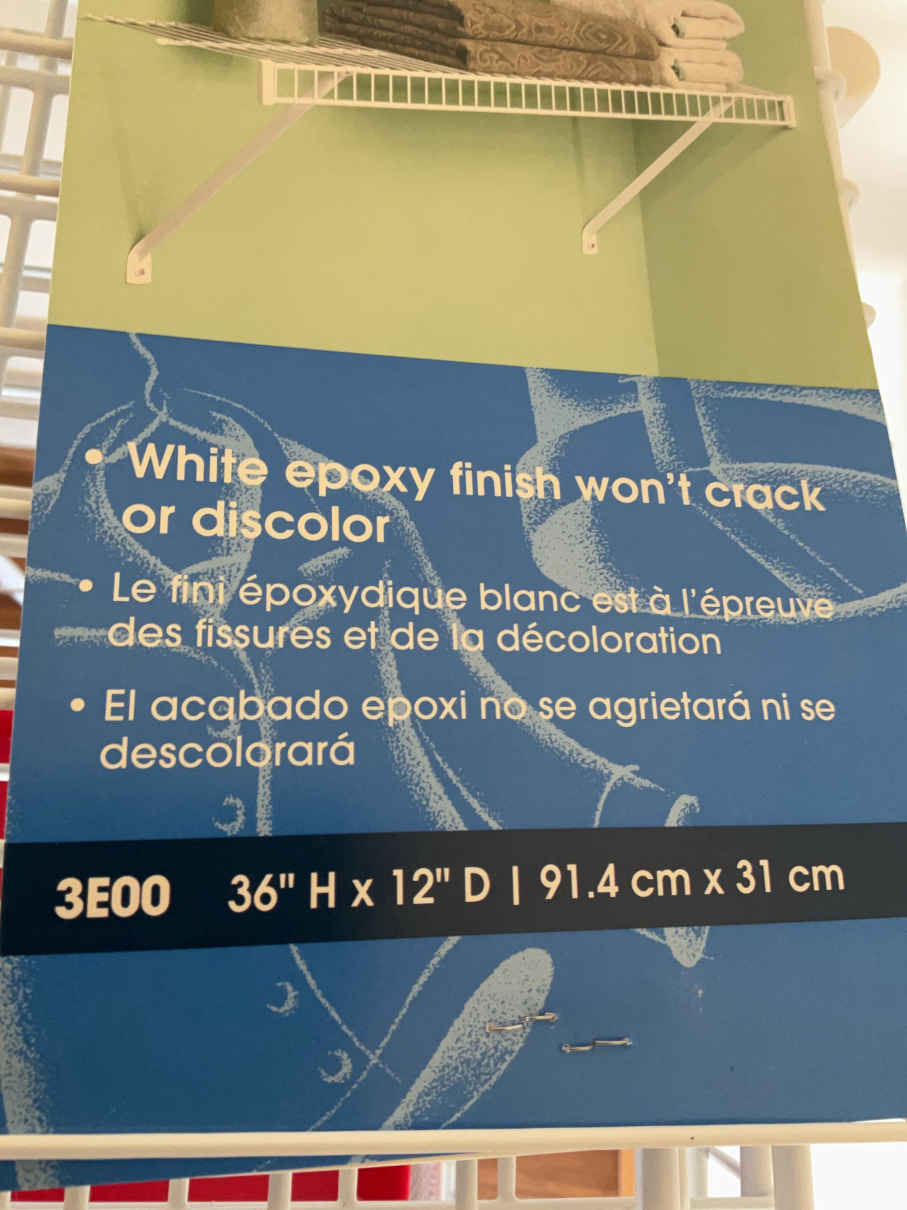 • White epoxy finish won't crack
or discolor
• Le fini époxydique blanc est à l'épreuve
des fissures et de la décoloration
• El acabado epoxi no se agrietará ni se
descolorará
3E00 36" H x 12" D | 91.4 cm x 31 cm